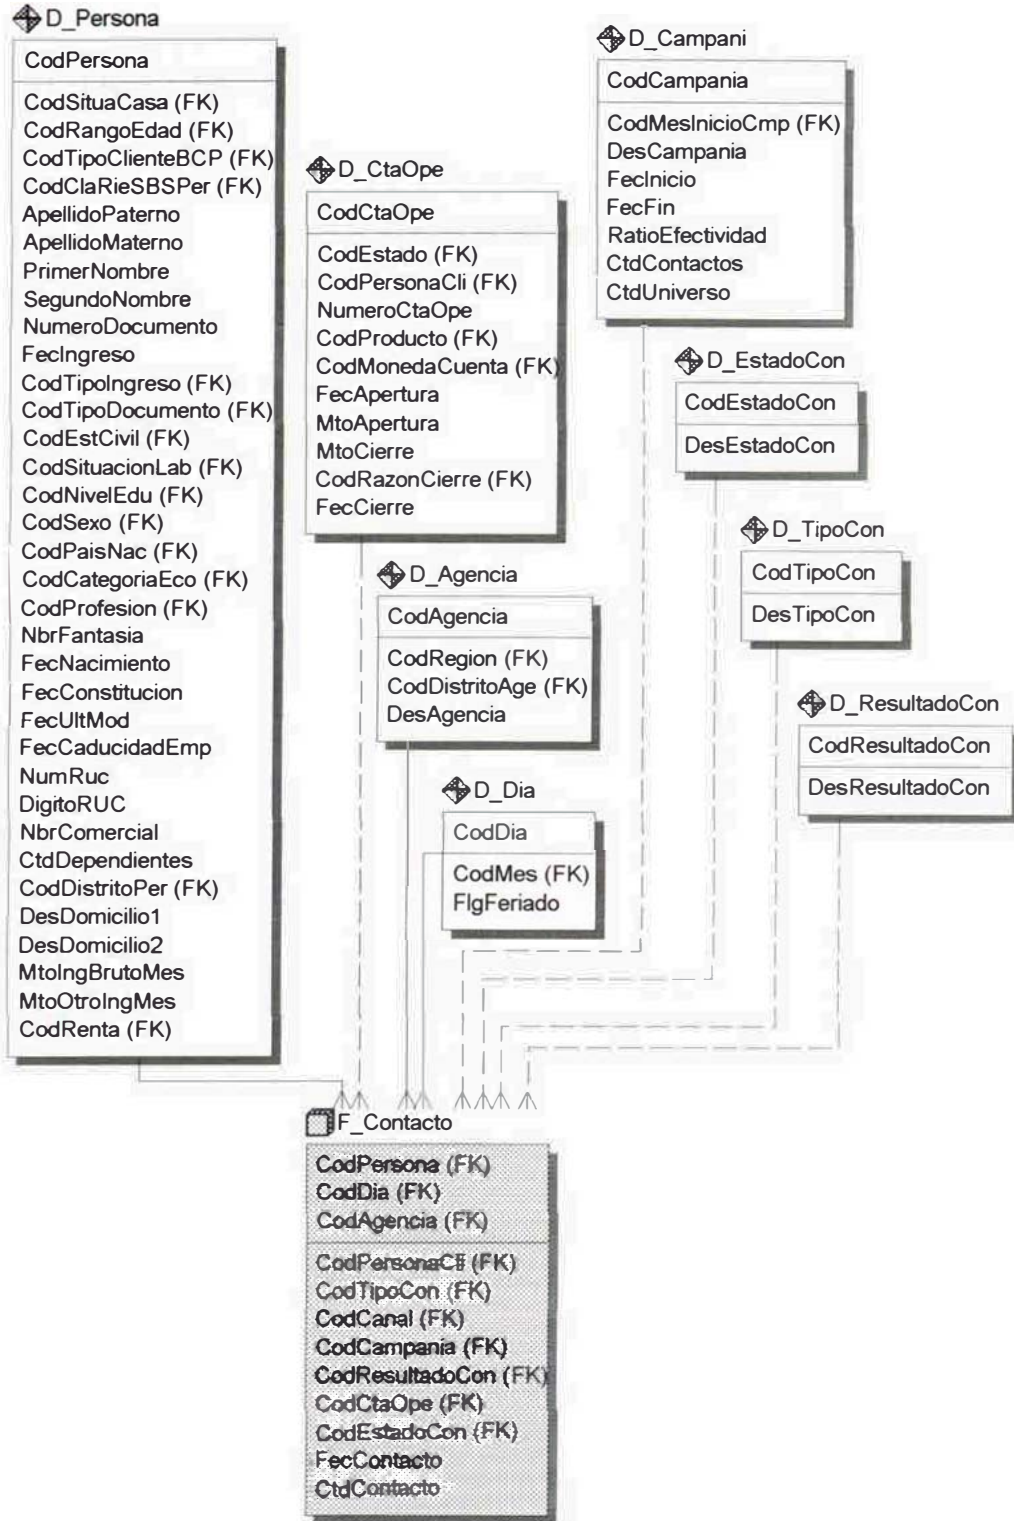 D_Persona
CodPersona
CodSituaCasa (FK)
CodRangoEdad (FK)
CodTipoClienteBCP (FK)
CodClaRieSBSPer (FK)
ApellidoPaterno
ApellidoMaterno
PrimerNombre
SegundoNombre
NumeroDocumento
FecIngreso
CodTipoIngreso (FK)
CodTipoDocumento (FK)
CodEstCivil (FK)
CodSituacionLab (FK)
CodNivelEdu (FK)
CodSexo (FK)
CodPaisNac (FK)
CodCategoriaEco (FK)
CodProfesion (FK)
NbrFantasia
FecNacimiento
FecConstitucion
FecUltMod
FecCaducidadEmp
NumRuc
DigitoRUC
NbrComercial
CtdDependientes
CodDistritoPer (FK)
DesDomicilio1
DesDomicilio2
MtoIngBrutoMes
MtoOtroIngMes
CodRenta (FK)
D_CtaOpe
CodCtaOpe
CodEstado (FK)
CodPersonaCli (FK)
NumeroCtaOpe
CodProducto (FK)
CodMonedaCuenta (FK)
FecApertura
MtoApertura
MtoCierre
CodRazonCierre (FK)
FecCierre
D_Campani
CodCampania
CodMesInicioCmp (FK)
DesCampania
FecInicio
FecFin
RatioEfectividad
CtdContactos
CtdUniverso
D_EstadoCon
CodEstadoCon
DesEstadoCon
D_TipoCon
CodTipoCon
DesTipoCon
D_Agencia
CodAgencia
CodRegion (FK)
CodDistritoAge (FK)
DesAgencia
D_ResultadoCon
CodResultadoCon
DesResultadoCon
D_Dia
CodDia
CodMes (FK)
FlgFeriado
F_Contacto
CodPersona (FK)
CodDia (FK)
CodAgencia (FK)
CodPersonaCli (FK)
CodTipoCon (FK)
CodCanal (FK)
CodCampania (FK)
CodResultadoCon (FK)
CodCtaOpe (FK)
CodEstadoCon (FK)
FecContacto
CtdContacto